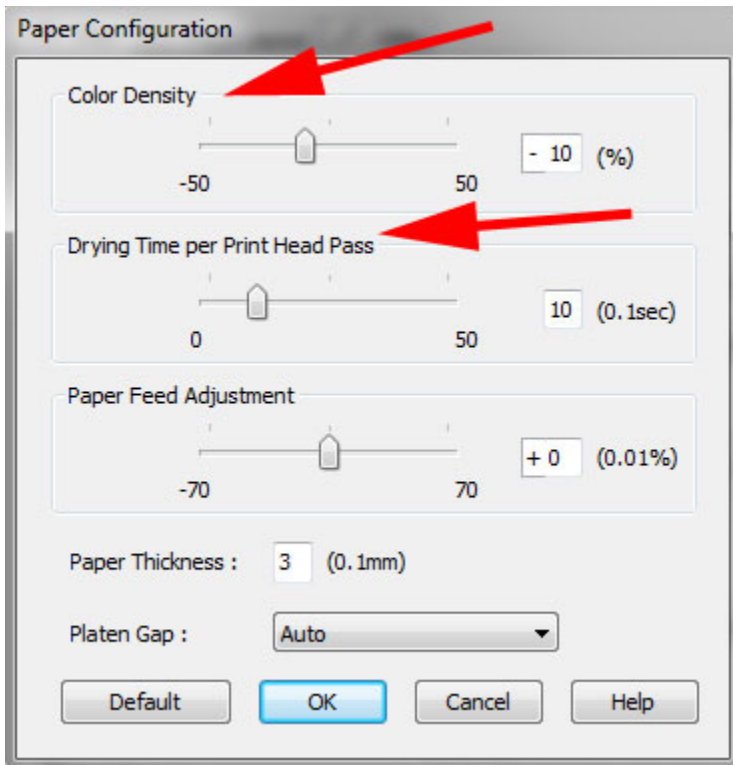 Paper Configuration
Color Density
- 10 (%)
-50 50
Drying Time per Print Head Pass
10 (0.1sec)
0 50
Paper Feed Adjustment
+ 0 (0.01%)
-70 70
Paper Thickness : 3 (0.1mm)
Platen Gap : Auto
Default OK Cancel Help